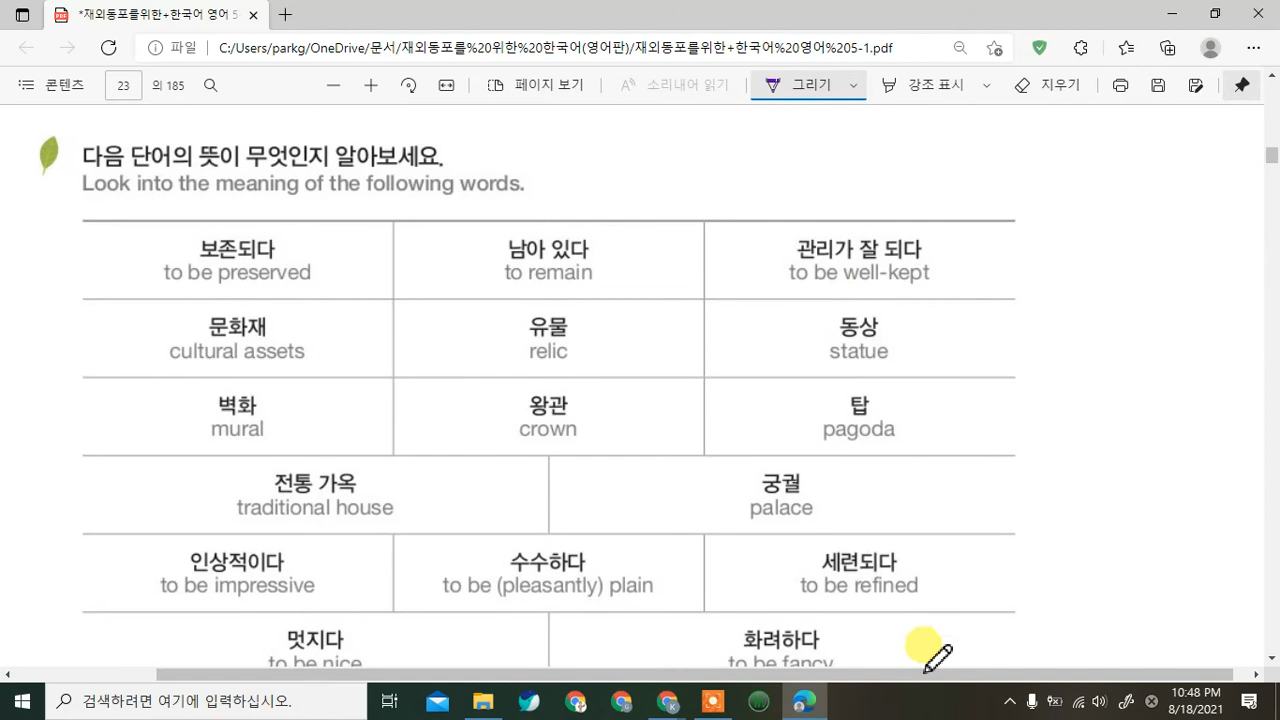 *재외동포를위한+한국어 영어 5
파일
C:/Users/parkg/OneDrive/문서/재외동포를%20위한%20한국어(영어판)/재외동포를위한+한국어%20영어%205-1.pdf
콘텐츠
23
의 185
페이지 보기
소리내어 읽기
그리기
강조 표시
지우기
다음 단어의 뜻이 무엇인지 알아보세요.
Look into the meaning of the following words.
보존되다
to be preserved
남아 있다
to remain
관리가 잘 되다
to be well-kept
문화재
cultural assets
유물
relic
동상
statue
벽화
mural
왕관
crown
탑
pagoda
전통 가옥
traditional house
궁궐
palace
인상적이다
to be impressive
수수하다
to be (pleasantly) plain
세련되다
to be refined
멋지다
to be nice
화려하다
to be fancy
검색하려면 여기에 입력하십시오.
10:48 PM
8/18/2021